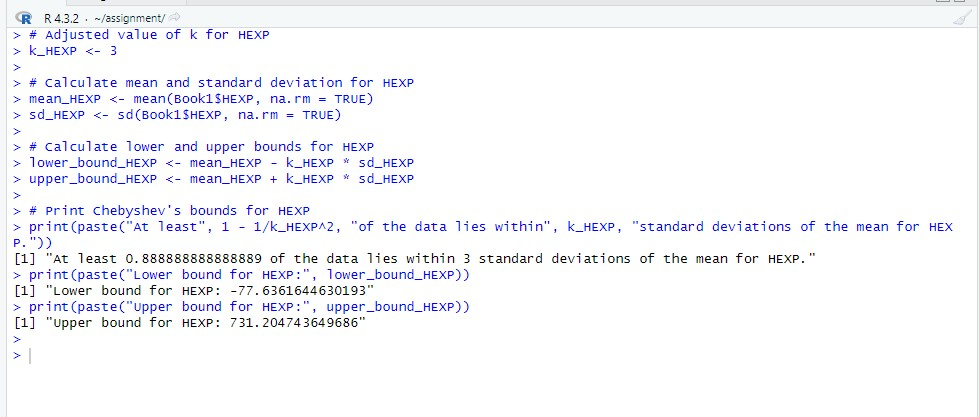 R 4.3.2 · ~/assignment/
> # Adjusted value of k for HEXP
> k_HEXP <- 3
>
> # Calculate mean and standard deviation for HEXP
> mean_HEXP <- mean(Book1$HEXP, na.rm = TRUE)
> sd_HEXP <- sd(Book1$HEXP, na.rm = TRUE)
>
> # Calculate lower and upper bounds for HEXP
> lower_bound_HEXP <- mean_HEXP - k_HEXP * sd_HEXP
> upper_bound_HEXP <- mean_HEXP + k_HEXP * sd_HEXP
>
> # Print Chebyshev's bounds for HEXP
> print(paste("At least", 1 - 1/k_HEXP^2, "of the data lies within", k_HEXP, "standard deviations of the mean for HEX
P."))
[1] "At least 0.888888888888889 of the data lies within 3 standard deviations of the mean for HEXP."
> print(paste("Lower bound for HEXP:", lower_bound_HEXP))
[1] "Lower bound for HEXP: -77.6361644630193"
> print(paste("Upper bound for HEXP:", upper_bound_HEXP))
[1] "Upper bound for HEXP: 731.204743649686"
>
>